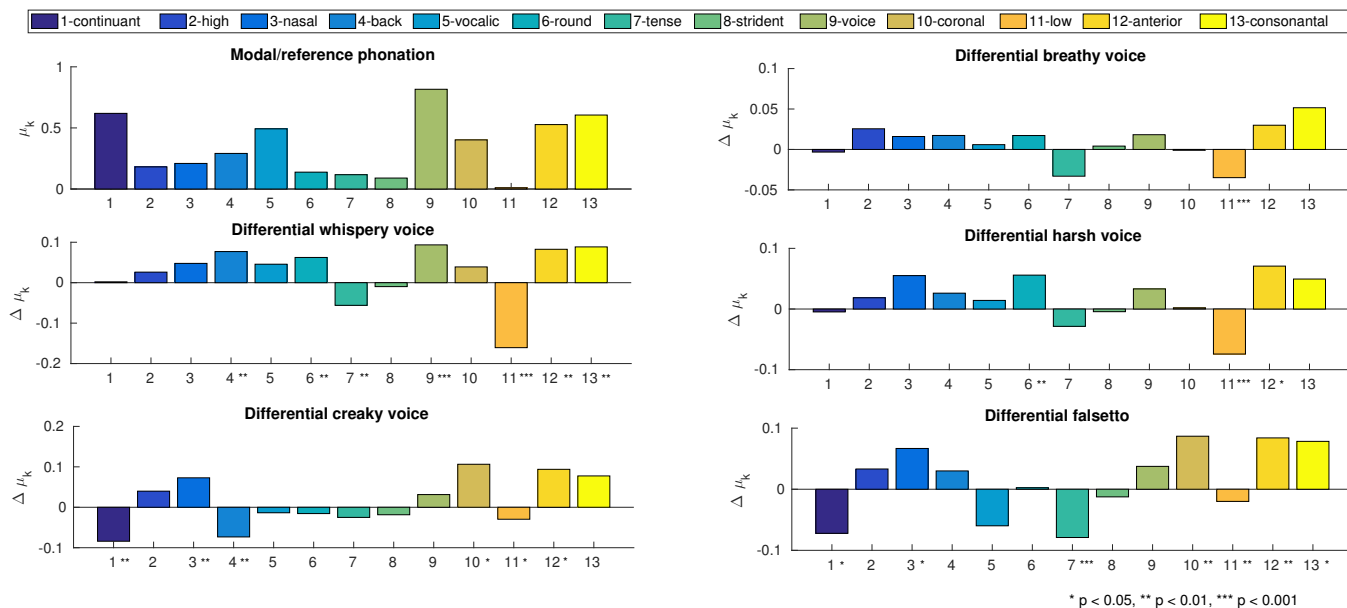 1-continuant 2-high 3-nasal 4-back 5-vocalic 6-round 7-tense 8-strident 9-voice 10-coronal 11-low 12-anterior 13-consonantal
Modal/reference phonation
1
0.5
0
μk
1 2 3 4 5 6 7 8 9 10 11 12 13
Differential breathy voice
0.1
0.05
0
-0.05
Δ μk
1 2 3 4 5 6 7 8 9 10 11 *** 12 13
Differential whispery voice
0.1
0
-0.1
-0.2
Δ μk
1 2 3 4 ** 5 6 ** 7 ** 8 9 *** 10 11 *** 12 ** 13 **
Differential harsh voice
0.1
0
-0.1
Δ μk
1 2 3 4 5 6 ** 7 8 9 10 11 *** 12 * 13
Differential creaky voice
0.2
0.1
0
-0.1
Δ μk
1 ** 2 3 ** 4 ** 5 6 7 8 9 10 * 11 * 12 * 13
Differential falsetto
0.1
0
-0.1
Δ μk
1 * 2 3 * 4 5 6 7 *** 8 9 10 ** 11 ** 12 ** 13 *
* p < 0.05, ** p < 0.01, *** p < 0.001